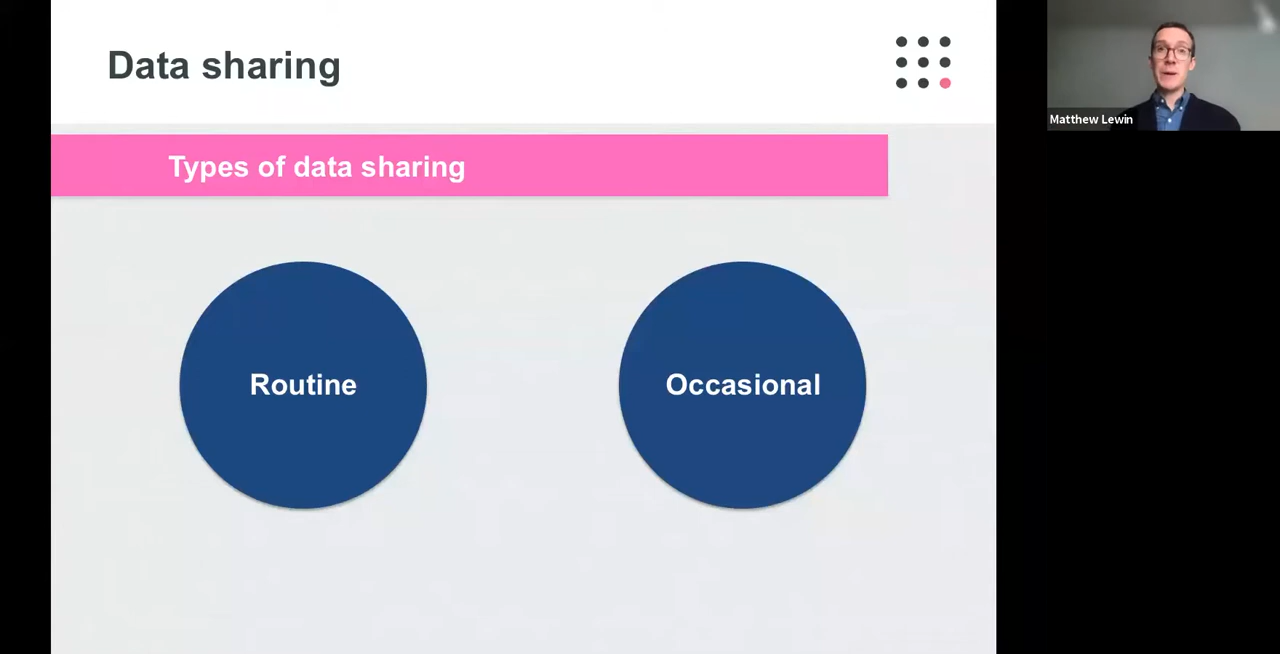 Data sharing
Types of data sharing
Routine
Occasional
Matthew Lewin